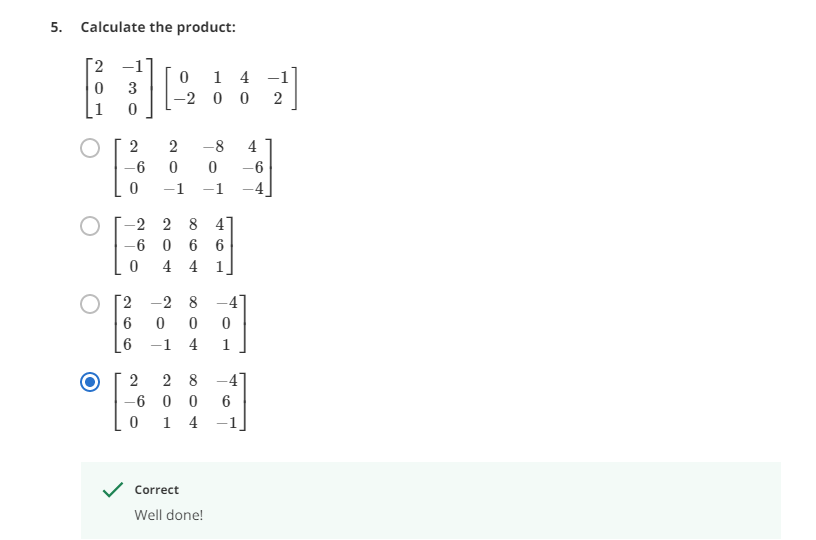 5. Calculate the product:
2 −1
0 3
1 0
0 1 4 −1
−2 0 0 2
2 2 −8 4
−6 0 0 −6
0 −1 −1 −4
−2 2 8 4
−6 0 6 6
0 4 4 1
2 −2 8 −4
6 0 0 0
6 −1 4 1
2 2 8 −4
−6 0 0 6
0 1 4 −1
Correct
Well done!